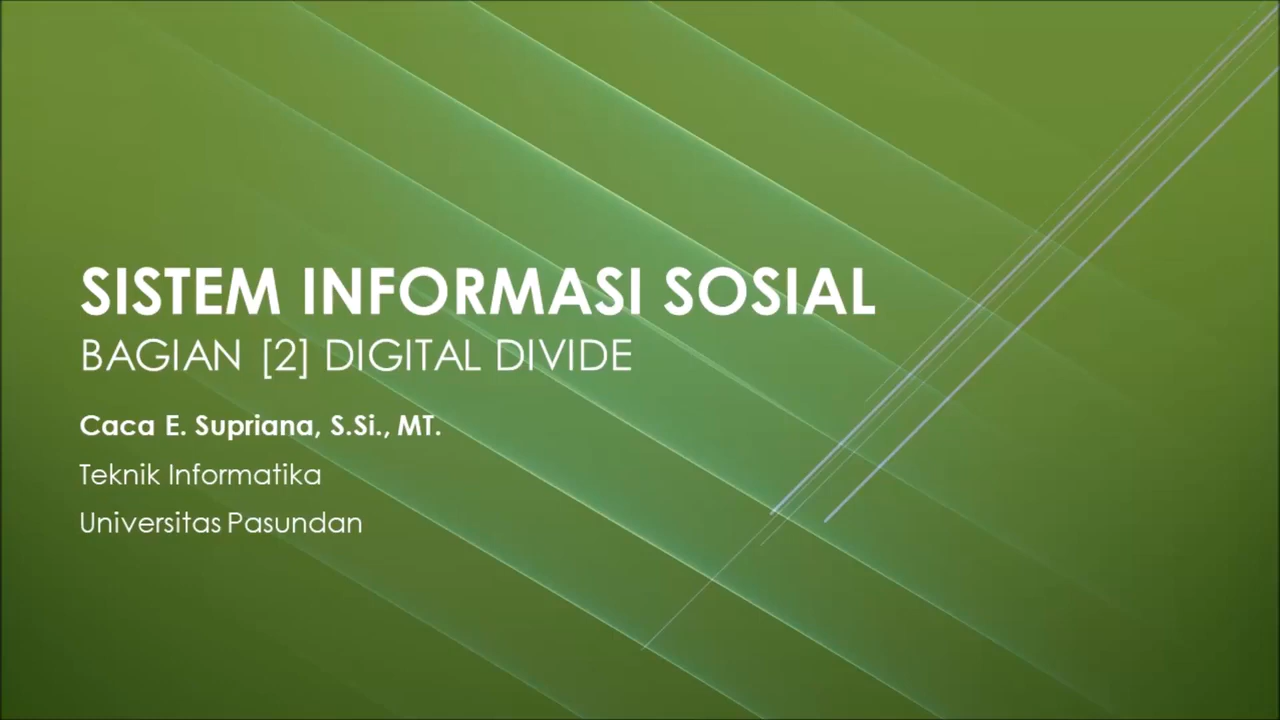 SISTEM INFORMASI SOSIAL
BAGIAN [2] DIGITAL DIVIDE
Caca E. Supriana, S.Si., MT.
Teknik Informatika
Universitas Pasundan